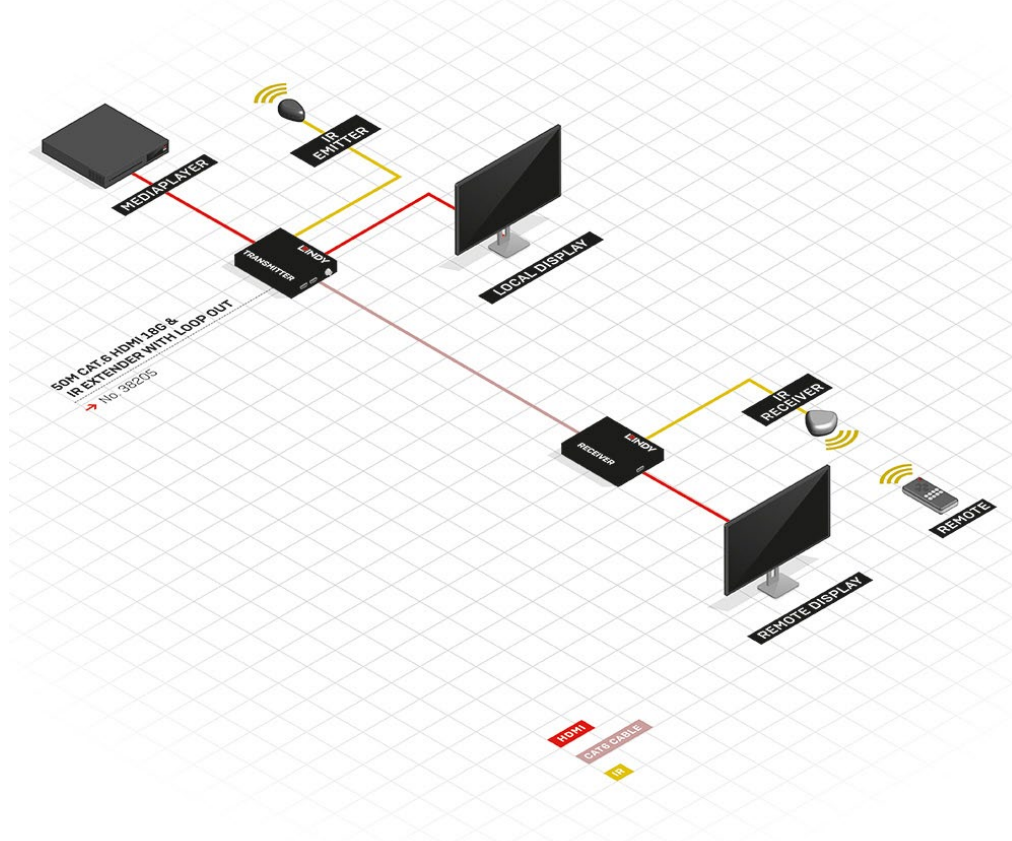 MEDIAPLAYER
IR
EMITTER
LINDY
TRANSMITTER
LOCAL DISPLAY
50M CAT.6 HDMI 18G &
IR EXTENDER WITH LOOP OUT
No. 38205
IR
RECEIVER
LINDY
RECEIVER
REMOTE
REMOTE DISPLAY
HDMI
CAT6 CABLE
IR